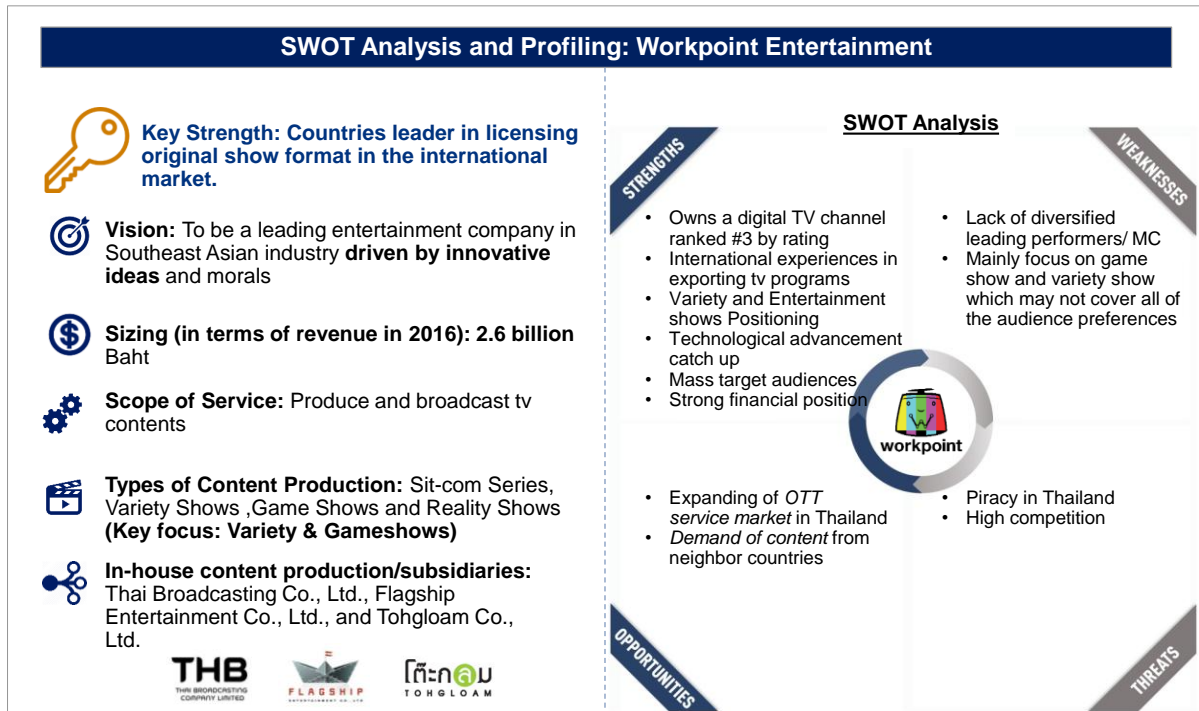 SWOT Analysis and Profiling: Workpoint Entertainment
Key Strength: Countries leader in licensing
original show format in the international
market.
Vision: To be a leading entertainment company in
Southeast Asian industry driven by innovative
ideas and morals
Sizing (in terms of revenue in 2016): 2.6 billion
Baht
Scope of Service: Produce and broadcast tv
contents
Types of Content Production: Sit-com Series,
Variety Shows ,Game Shows and Reality Shows
(Key focus: Variety & Gameshows)
In-house content production/subsidiaries:
Thai Broadcasting Co., Ltd., Flagship
Entertainment Co., Ltd., and Tohgloam Co.,
Ltd.
THB
THAI BROADCASTING
COMPANY LIMITED
FLAGSHIP
ENTERTAINMENT CO.,LTD
โต๊ะกลม
TOHGLOAM
SWOT Analysis
STRENGTHS
• Owns a digital TV channel
ranked #3 by rating
• International experiences in
exporting tv programs
• Variety and Entertainment
shows Positioning
• Technological advancement
catch up
• Mass target audiences
• Strong financial position
WEAKNESSES
• Lack of diversified
leading performers/ MC
• Mainly focus on game
show and variety show
which may not cover all of
the audience preferences
workpoint
• Expanding of OTT
service market in Thailand
• Demand of content from
neighbor countries
OPPORTUNITIES
• Piracy in Thailand
• High competition
THREATS